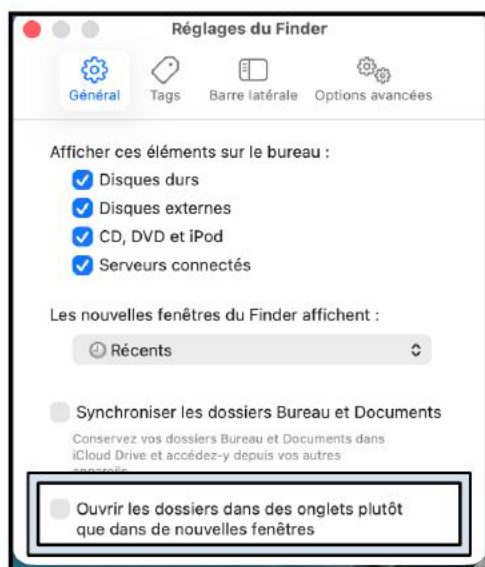 Réglages du Finder
Général Tags Barre latérale Options avancées
Afficher ces éléments sur le bureau :
Disques durs
Disques externes
CD, DVD et iPod
Serveurs connectés
Les nouvelles fenêtres du Finder affichent :
Récents
Synchroniser les dossiers Bureau et Documents
Conservez vos dossiers Bureau et Documents dans
iCloud Drive et accédez-y depuis vos autres
appareils.
Ouvrir les dossiers dans des onglets plutôt
que dans de nouvelles fenêtres